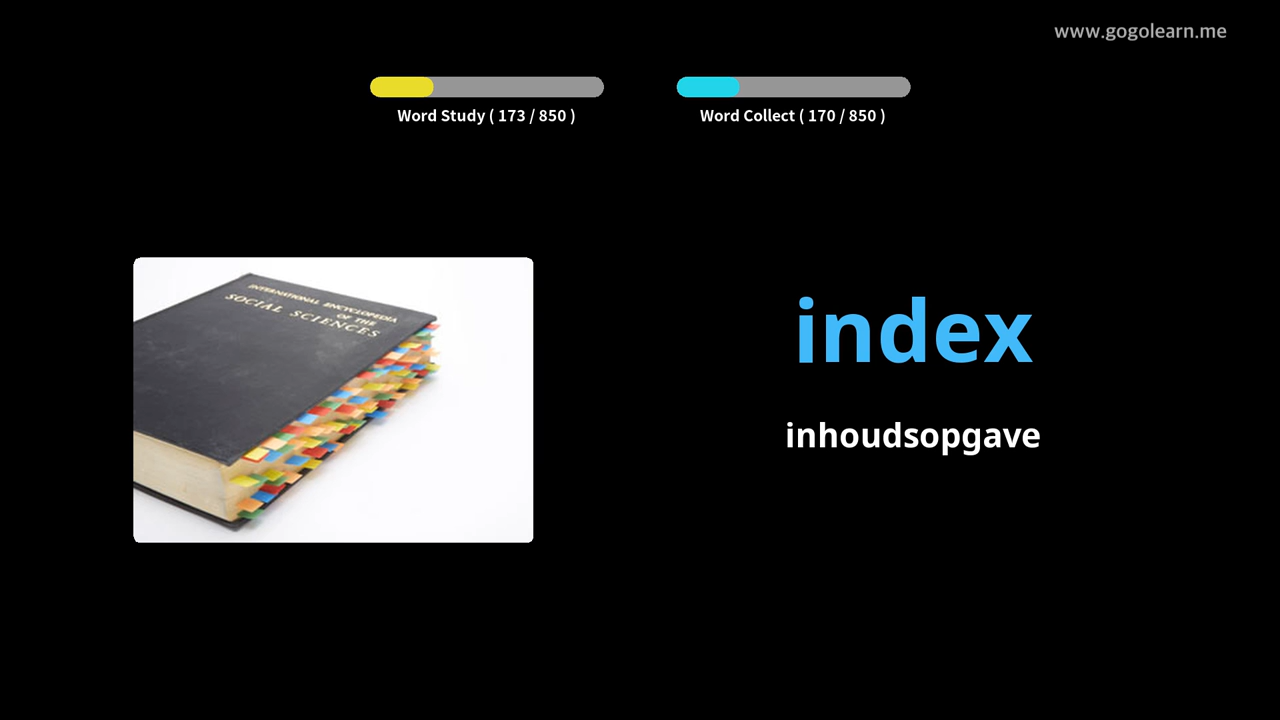 www.gogolearn.me
Word Study ( 173 / 850 )
Word Collect ( 170 / 850 )
INTERNATIONAL ENCYCLOPEDIA
OF THE
SOCIAL SCIENCES
index
inhoudsopgave